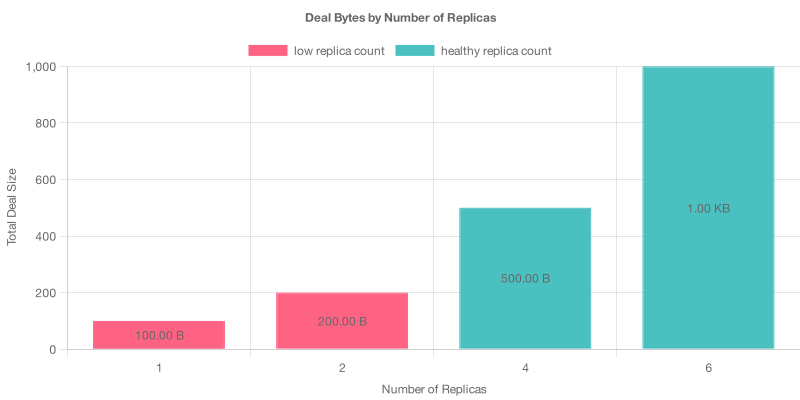 Deal Bytes by Number of Replicas
low replica count healthy replica count
1,000
800
600
400
200
0
Total Deal Size
100.00 B
200.00 B
500.00 B
1.00 KB
1 2 4 6
Number of Replicas